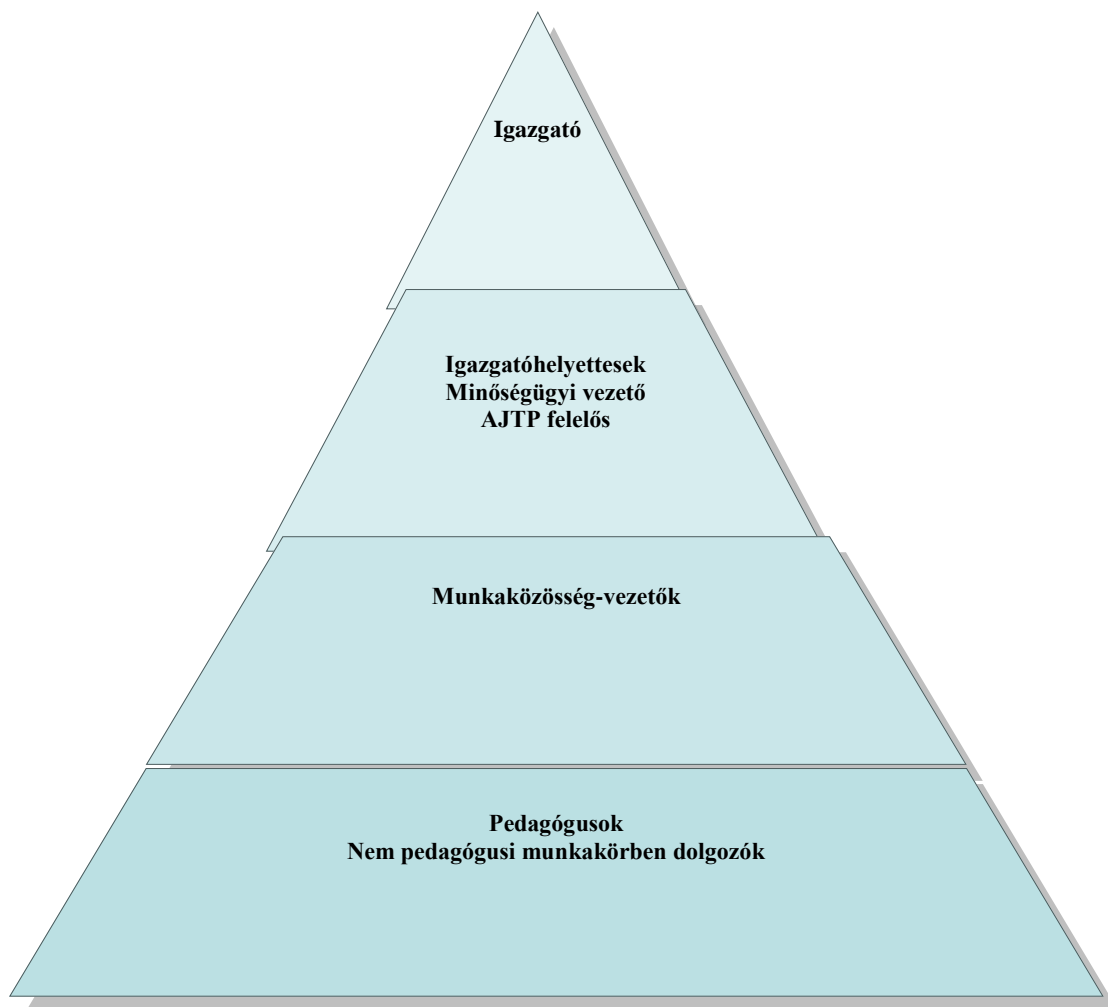 Igazgató
Igazgatóhelyettesek
Minőségügyi vezető
AJTP felelős
Munkaközösség-vezetők
Pedagógusok
Nem pedagógusi munkakörben dolgozók